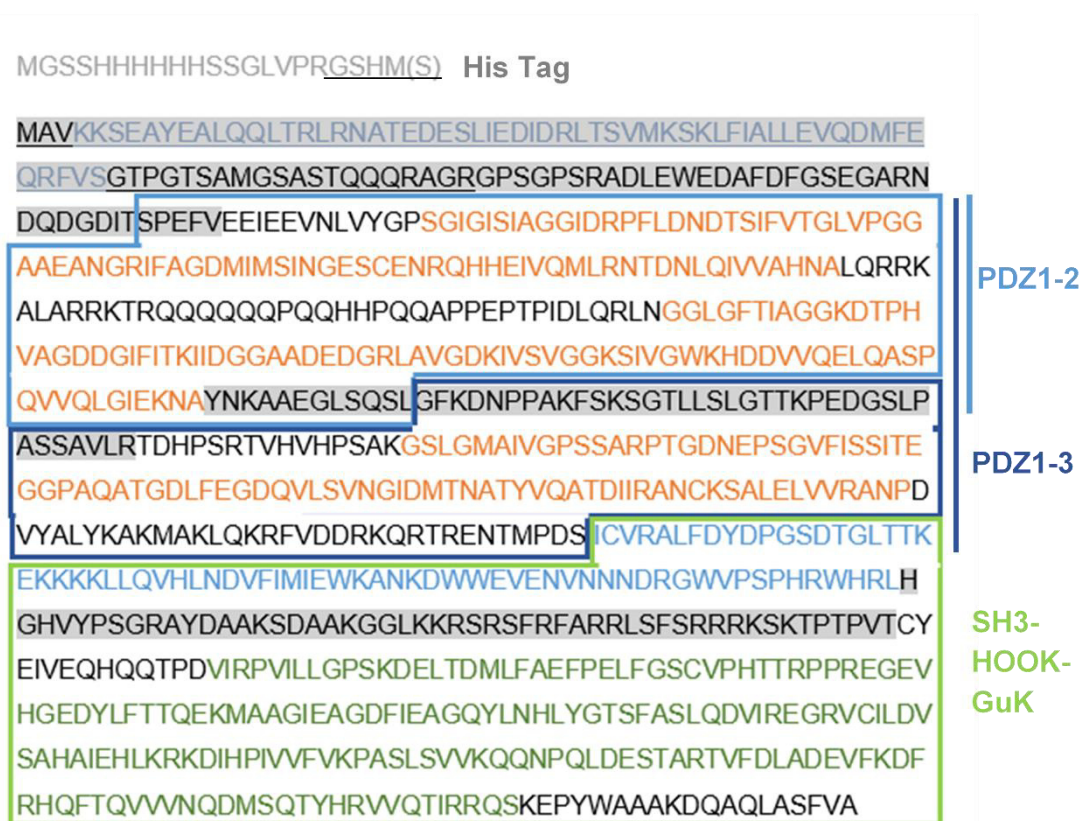 MGSSHHHHHHSSGLVPRGSHM(S) His Tag
MAVKKSEAYEALQQLTRLRNATEDESLIEDIDRLTSVMKSKLFIALLEVQDMFE
QRFVSGTPGTSAMGSASTQQQRAGRGPSGPSRADLEWEDAFDFGSEGARN
DQDGDITSPEFVEEIEEVNLVYGPSGIGISIAGGIDRPFLDNDTSIFVTGLVPGG
AAEANGRIFAGDMIMSINGESCENRQHHEIVQMLRNTDNLQIVVAHNALQRRK
PDZ1-2
ALARRKTRQQQQQQQPQQHHPQQAPPEPTPIDLQRLNGGLGFTIAGGKDTPH
VAGDDGIFITKIIDGGAADEDGRLAVGDKIVSVGGKSIVGWKHDDVVQELQASP
QVVQLGIEKNAYNKAAEGLSQSLGFKDNPPAKFSKSGTLLSLGTTKPEDGSLP
ASSAVLRTDHPSRTVHVHPSAKGSLGMAIVGPSSARPTGDNEPSGVFISSITE
PDZ1-3
GGPAQATGDLFEGDQVLSVNGIDMTNATYVQATDIIRANCKSALELVVRANPD
VYALYKAKMAKLQKRFVDDRKQRTRENTMPDSICVRALFDYDPGSDTGLTTK
EKKKKLLQVHLNDVFIMIEWKANKDWWEVENVNNNDRGWVPSPHRWHRLH
GHVYPSGRAYDAAKSDAAKGGLKKRSRSFRFARRLSFSRRRKSKTPTPVTCY
SH3-
HOOK-
GuK
EIVEQHQQTPDVIRPVILLGPSKDELTDMLFAEFPELFGSCVPHTTRPPREGEV
HGEDYLFTTQEKMAAGIEAGDFIEAGQYLNHLYGTSFASLQDVIREGRVCILDV
SAHAIEHLKRKDIHPIVVFVKPASLSVVKQQNPQLDESTARTVFDLADEVFKDF
RHQFTQVVVNQDMSQTYHRVVQTIRRQSKEPYWAAAKDQAQLASFVA